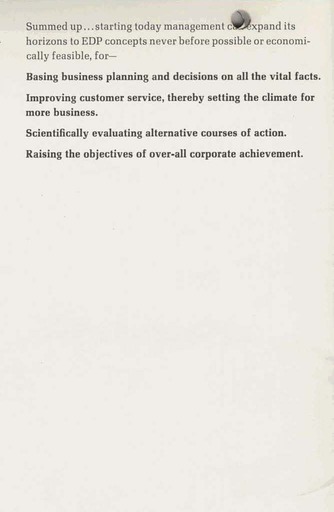 Summed up...starting today management expand its
horizons to EDP concepts never before possible or economi-
cally feasible, for—
Basing business planning and decisions on all the vital facts.
Improving customer service, thereby setting the climate for
more business.
Scientifically evaluating alternative courses of action.
Raising the objectives of over-all corporate achievement.